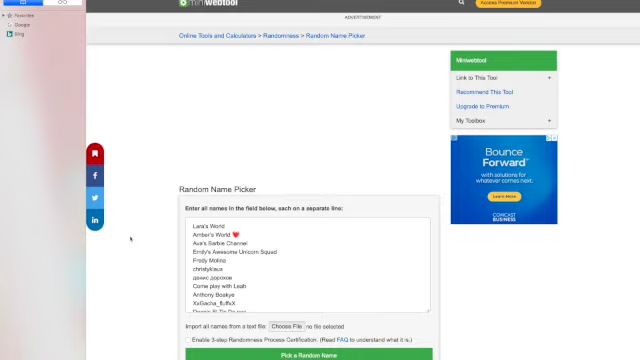 miniwebtool
Access Premium Version
Favorites
Google
Bing
ADVERTISEMENT
Online Tools and Calculators > Randomness > Random Name Picker
Miniwebtool
Link to This Tool
Recommend This Tool
Upgrade to Premium
My Toolbox
Bounce
Forward
with solutions for
whatever comes next.
Learn More
COMCAST
BUSINESS
Random Name Picker
Enter all names in the field below, each on a separate line:
Lara's World
Amber's World ❤️
Ava's Barbie Channel
Emily's Awesome Unicorn Squad
Fredy Molina
christyklaus
денис дорохов
Come play with Leah
Anthony Boakye
XxGacha_fluffxX
Import all names from a text file: Choose File no file selected
Enable 3-step Randomness Process Certification. (Read FAQ to understand what it is.)
Pick a Random Name